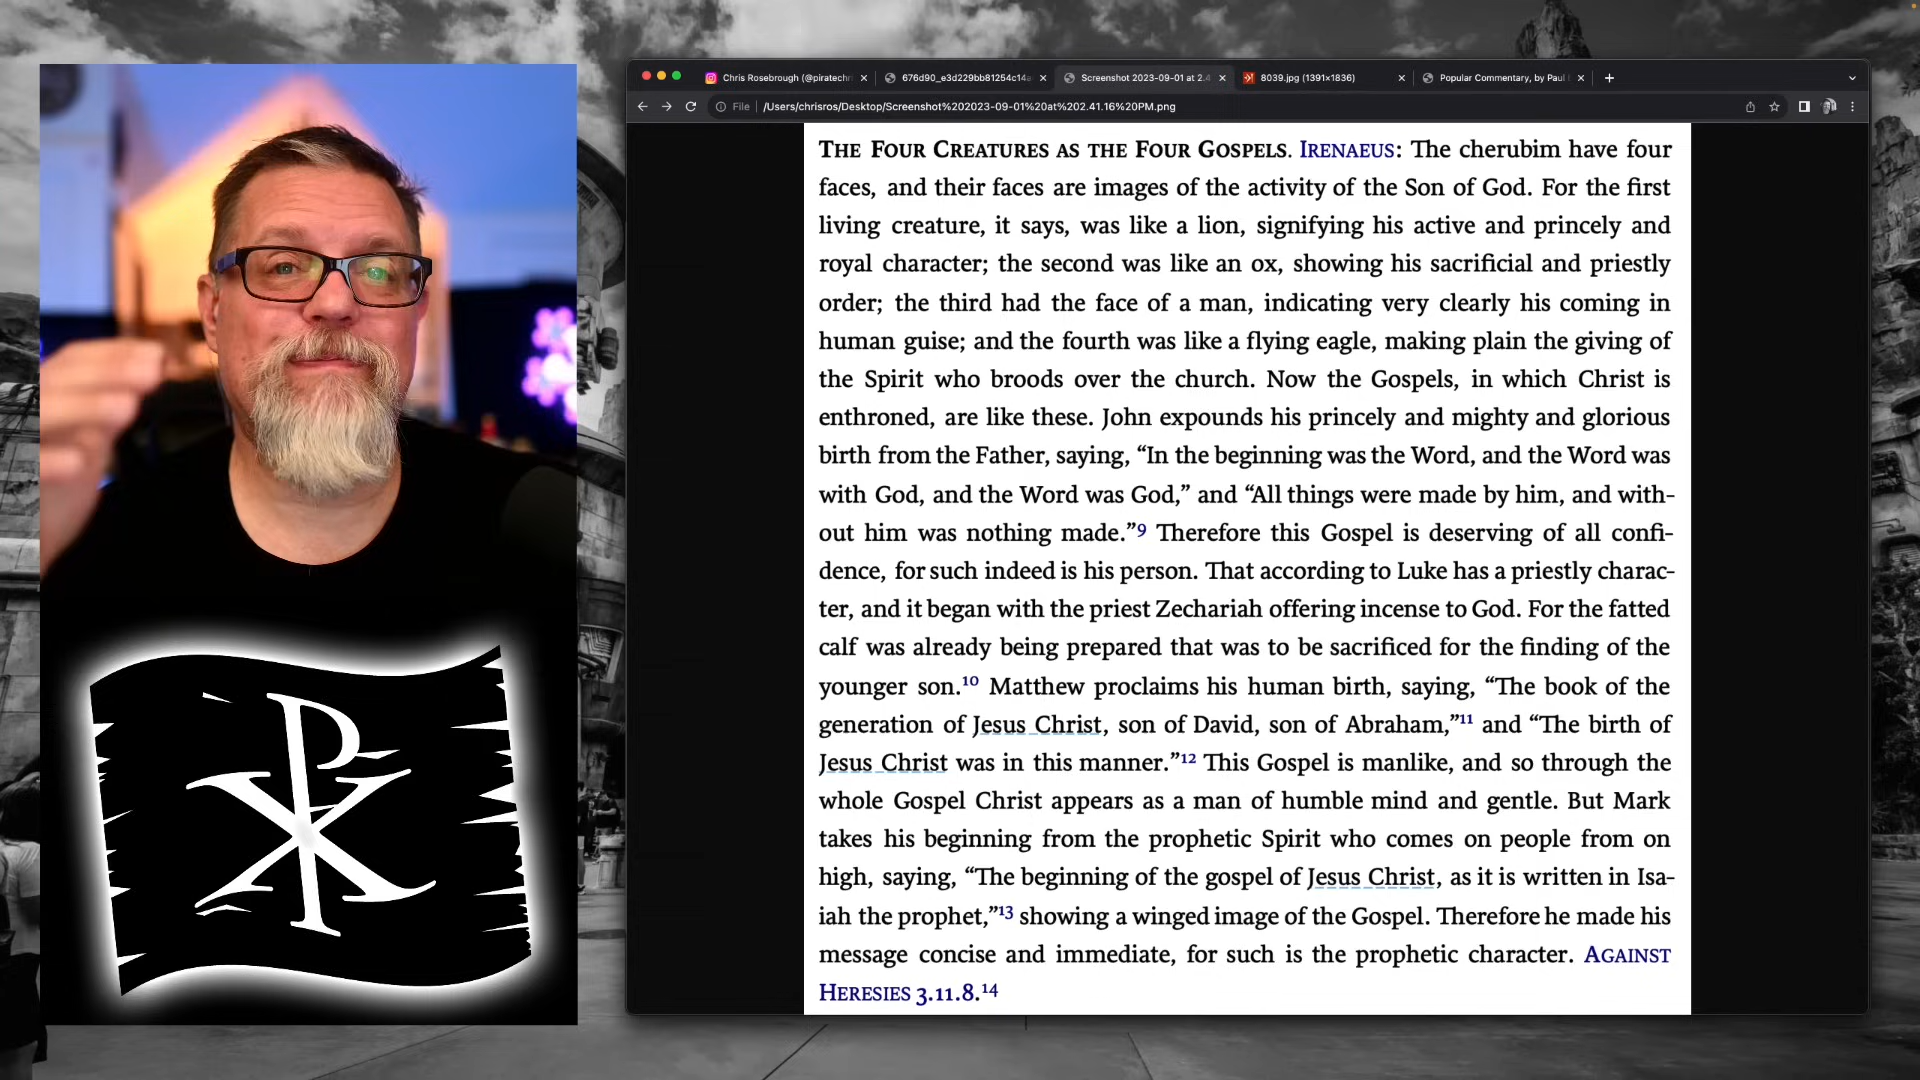 Chris Rosebrough (@piratechr
676d90_e3d229bb81254c14a
Screenshot 2023-09-01 at 2.4
8039.jpg (1391×1836)
Popular Commentary, by Paul
File /Users/chrisros/Desktop/Screenshot%202023-09-01%20at%202.41.16%20PM.png
THE FOUR CREATURES AS THE FOUR GOSPELS. IRENAEUS: The cherubim have four
faces, and their faces are images of the activity of the Son of God. For the first
living creature, it says, was like a lion, signifying his active and princely and
royal character; the second was like an ox, showing his sacrificial and priestly
order; the third had the face of a man, indicating very clearly his coming in
human guise; and the fourth was like a flying eagle, making plain the giving of
the Spirit who broods over the church. Now the Gospels, in which Christ is
enthroned, are like these. John expounds his princely and mighty and glorious
birth from the Father, saying, “In the beginning was the Word, and the Word was
with God, and the Word was God,” and “All things were made by him, and with-
out him was nothing made.”9 Therefore this Gospel is deserving of all confi-
dence, for such indeed is his person. That according to Luke has a priestly charac-
ter, and it began with the priest Zechariah offering incense to God. For the fatted
calf was already being prepared that was to be sacrificed for the finding of the
younger son.10 Matthew proclaims his human birth, saying, “The book of the
generation of Jesus Christ, son of David, son of Abraham,”11 and “The birth of
Jesus Christ was in this manner.”12 This Gospel is manlike, and so through the
whole Gospel Christ appears as a man of humble mind and gentle. But Mark
takes his beginning from the prophetic Spirit who comes on people from on
high, saying, “The beginning of the gospel of Jesus Christ, as it is written in Isa-
iah the prophet,”13 showing a winged image of the Gospel. Therefore he made his
message concise and immediate, for such is the prophetic character. AGAINST
HERESIES 3.11.8.14